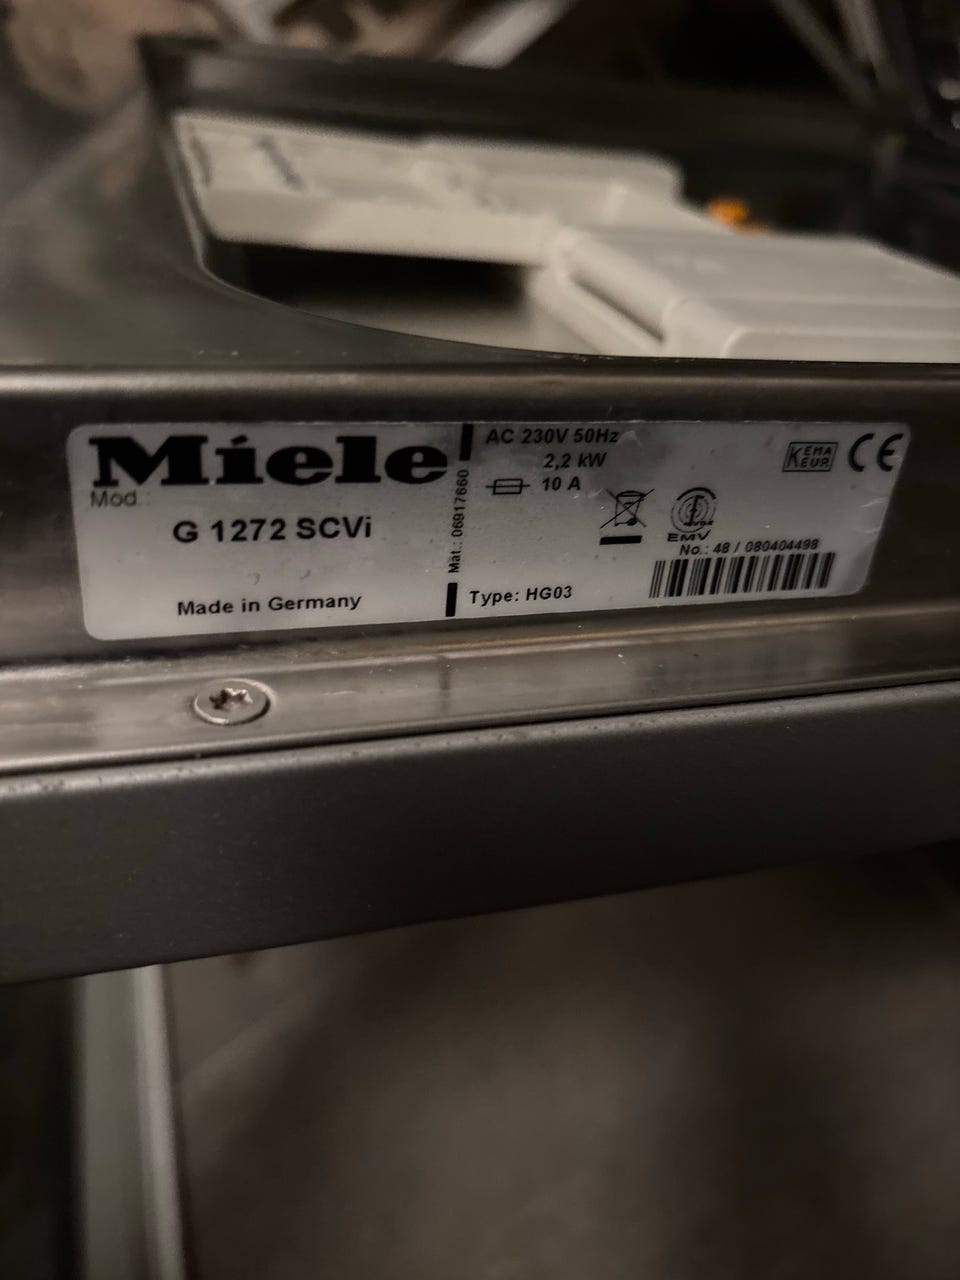 Miele
Mod.:
G 1272 SCVi
Made in Germany
Mat.: 06917660
AC 230V 50Hz
2,2 kW
10 A
Type: HG03
KEMA
EUR
CE
EMV
No.: 48 / 080404498